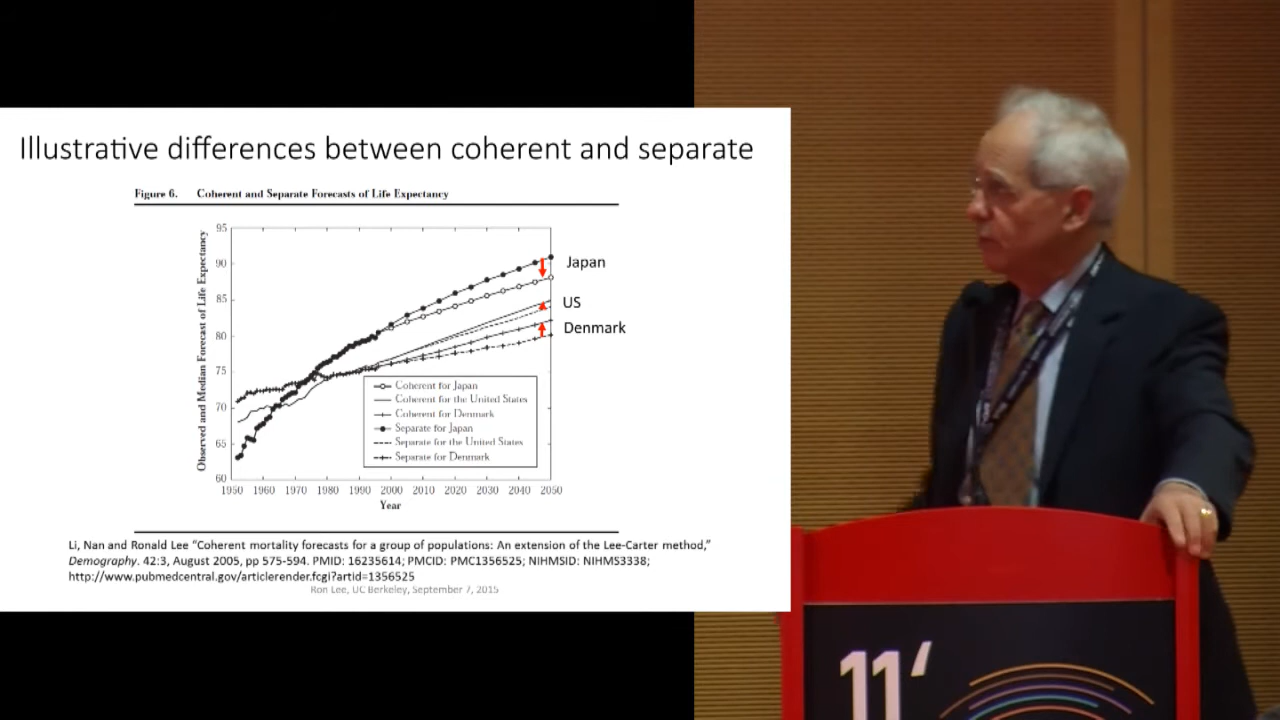 Illustrative differences between coherent and separate
Figure 6. Coherent and Separate Forecasts of Life Expectancy
Observed and Median Forecast of Life Expectancy
95
90
85
80
75
70
65
60
1950 1960 1970 1980 1990 2000 2010 2020 2030 2040 2050
Year
Japan
US
Denmark
Coherent for Japan
Coherent for the United States
Coherent for Denmark
Separate for Japan
Separate for the United States
Separate for Denmark
Li, Nan and Ronald Lee “Coherent mortality forecasts for a group of populations: An extension of the Lee-Carter method,”
Demography. 42:3, August 2005, pp 575-594. PMID: 16235614; PMCID: PMC1356525; NIHMSID: NIHMS3338;
http://www.pubmedcentral.gov/articlerender.fcgi?artid=1356525
Ron Lee, UC Berkeley, September 7, 2015
11‘